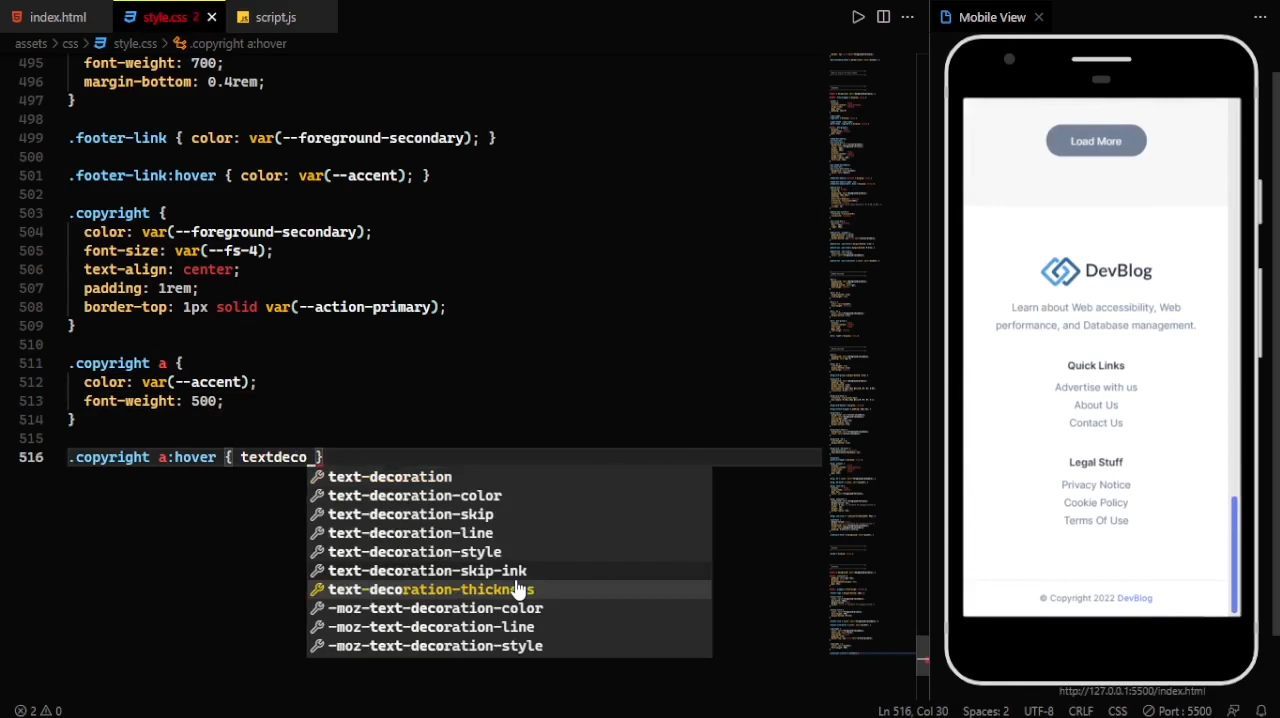 index.html
style.css 2
script.js
Mobile View
assets > css > style.css > .copyright a:hover
495 font-weight: 700;
496 margin-bottom: 0.4rem;
497
498
499 .footer-link { color: var(--foreground-secondary); }
500
501 .footer-link:hover { color: var(--accent); }
502
503 .copyright {
504 color: var(--foreground-secondary);
505 font-size: var(--fs-4);
506 text-align: center;
507 padding: 1rem;
508 border-top: 1px solid var(--action-primary);
509 }
510
511 .copyright a {
512 color: var(--accent);
513 font-weight: 500;
514
515
516 .copyright a:hover { textdeco
text-decoration
text-decoration-color
text-decoration-skip
text-decoration-line
text-decoration-style
text-decoration-skip-ink
text-decoration-thickness
-moz-text-decoration-color
-moz-text-decoration-line
-moz-text-decoration-style
Load More
DevBlog
Learn about Web accessibility, Web
performance, and Database management.
Quick Links
Advertise with us
About Us
Contact Us
Legal Stuff
Privacy Notice
Cookie Policy
Terms Of Use
© Copyright 2022 DevBlog
http://127.0.0.1:5500/index.html
2 0
Ln 516, Col 30 Spaces: 2 UTF-8 CRLF CSS Port : 5500